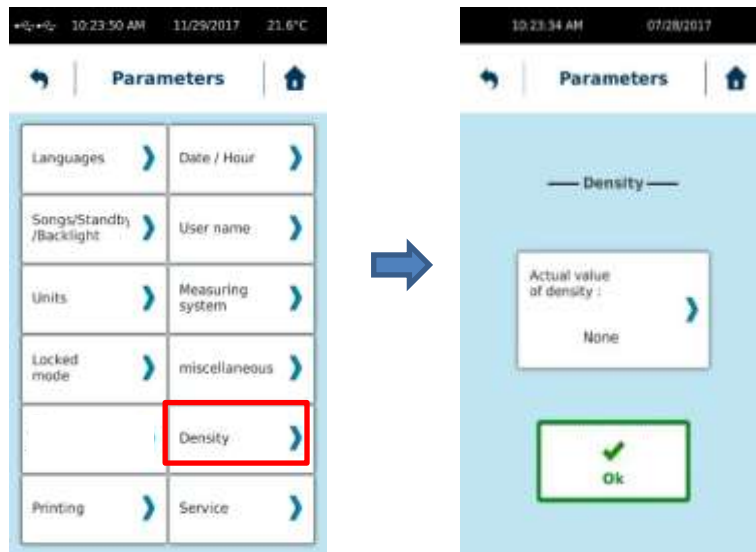 10:23:50 AM 11/29/2017 21.6°C
Parameters
Languages
Date / Hour
Songs/Standby
/Backlight
User name
Units
Measuring
system
Locked
mode
miscellaneous
Density
Printing
Service
10:23:34 AM 07/28/2017
Parameters
Density
Actual value
of density :
None
Ok